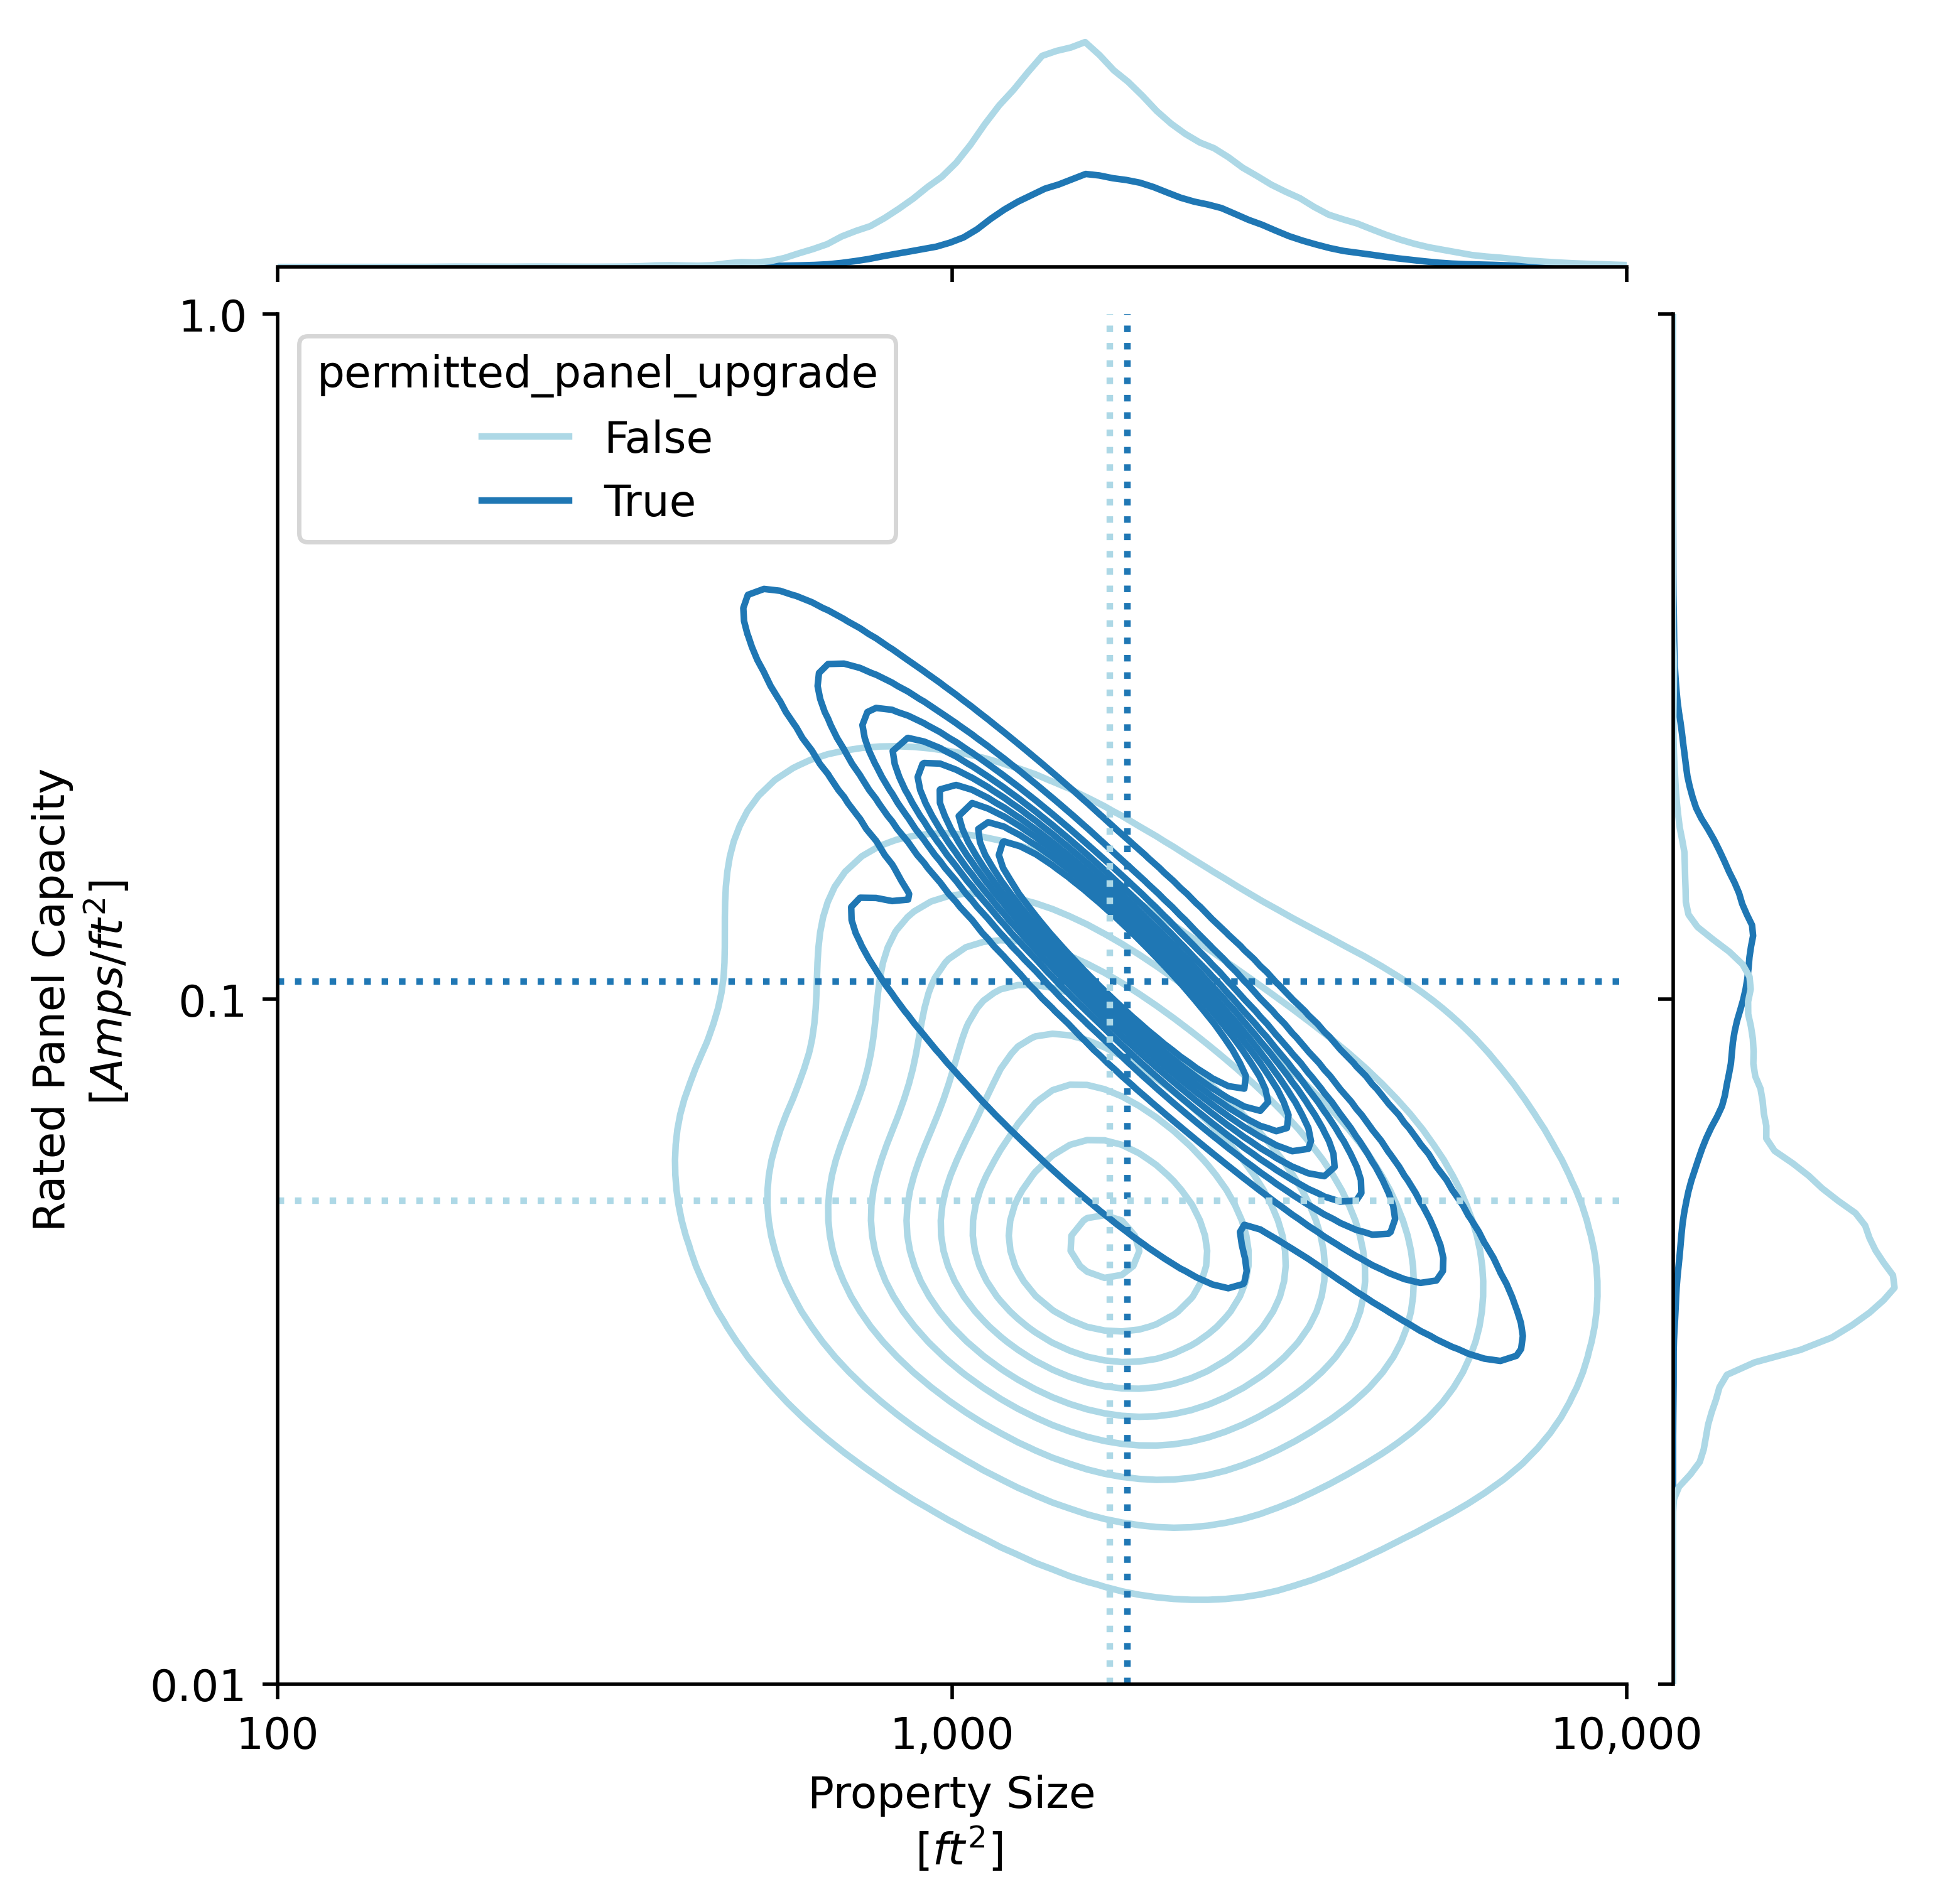 permitted_panel_upgrade
False
True
1.0
0.1
0.01
Rated Panel Capacity
[Amps/ft²]
100
1,000
10,000
Property Size
[ft²]